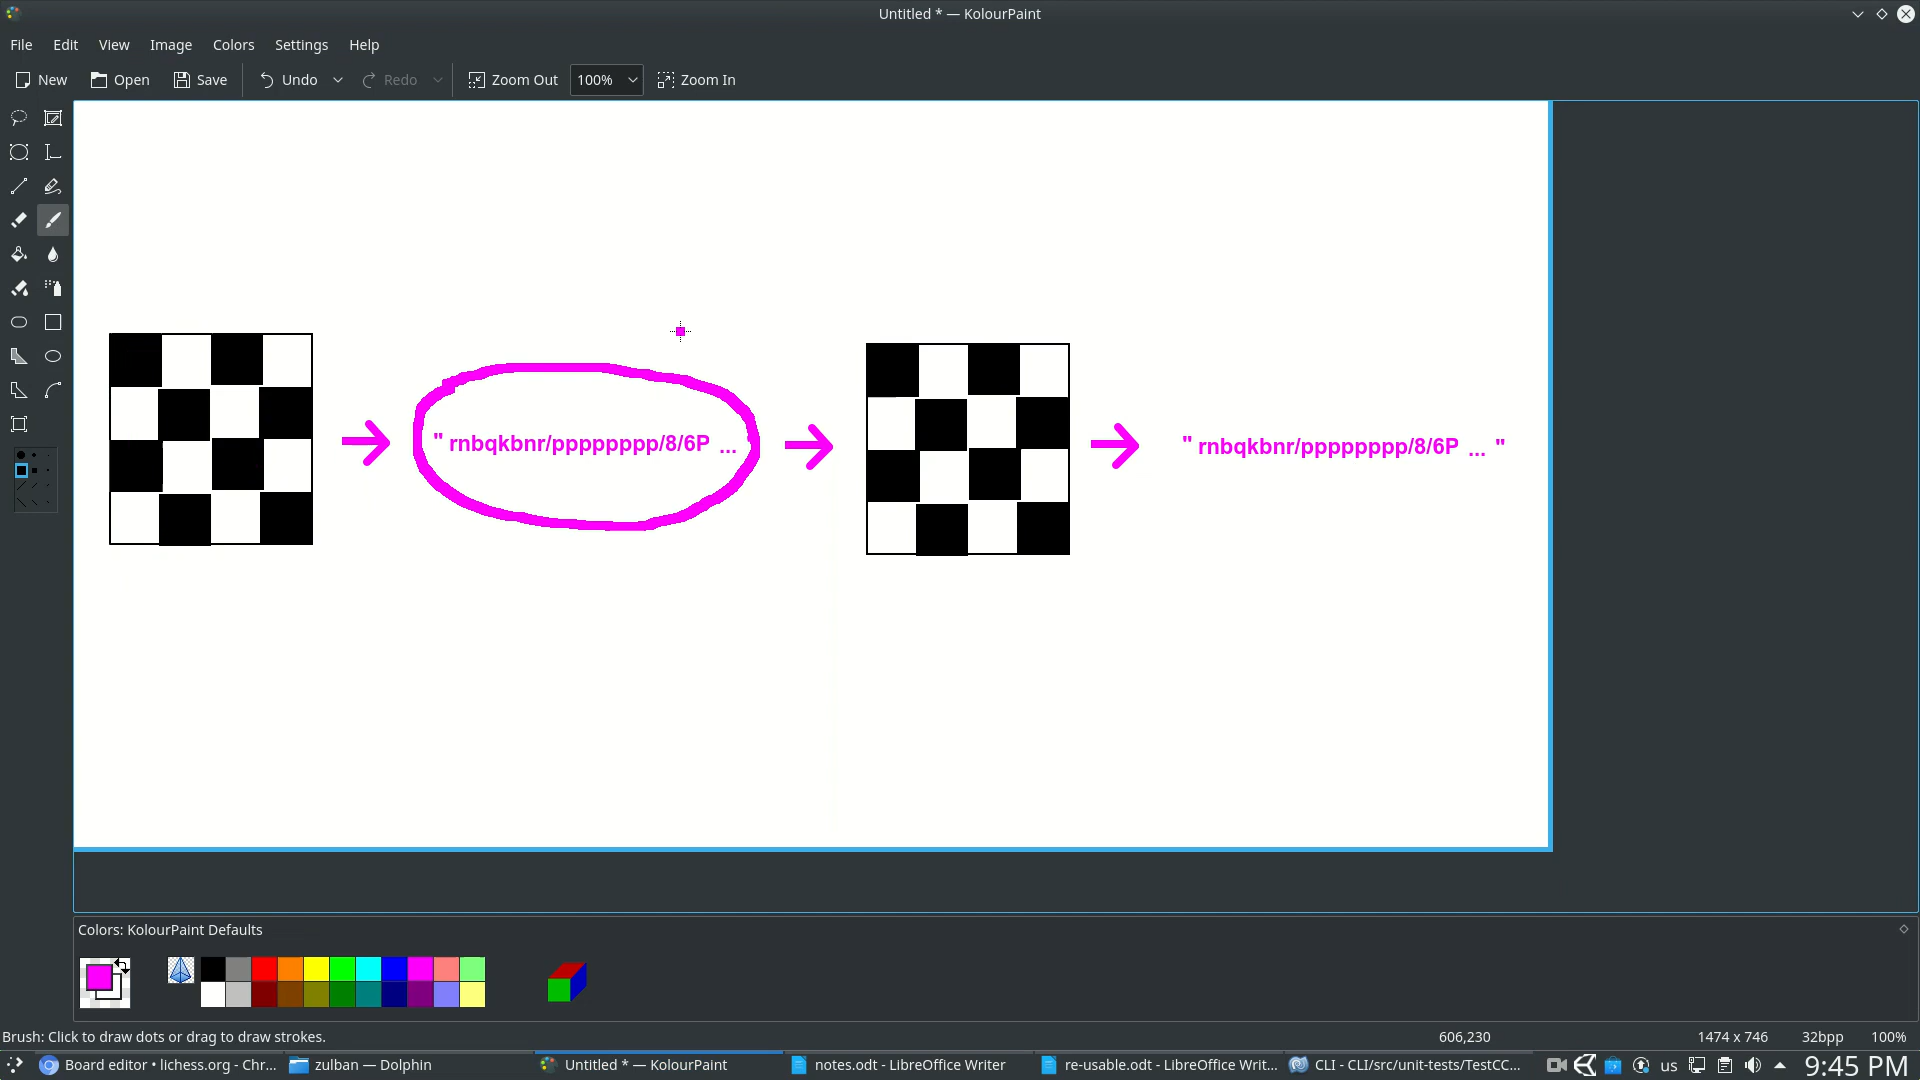 Untitled * — KolourPaint
File Edit View Image Colors Settings Help
New Open Save Undo Redo Zoom Out 100% Zoom In
" rnbqkbnr/pppppppp/8/6P ...
" rnbqkbnr/pppppppp/8/6P ... "
Colors: KolourPaint Defaults
Brush: Click to draw dots or drag to draw strokes. 606,230 1474 x 746 32bpp 100%
Board editor • lichess.org - Chr... zulban — Dolphin Untitled * — KolourPaint notes.odt - LibreOffice Writer re-usable.odt - LibreOffice Writ... CLI - CLI/src/unit-tests/TestCC... us 9:45 PM